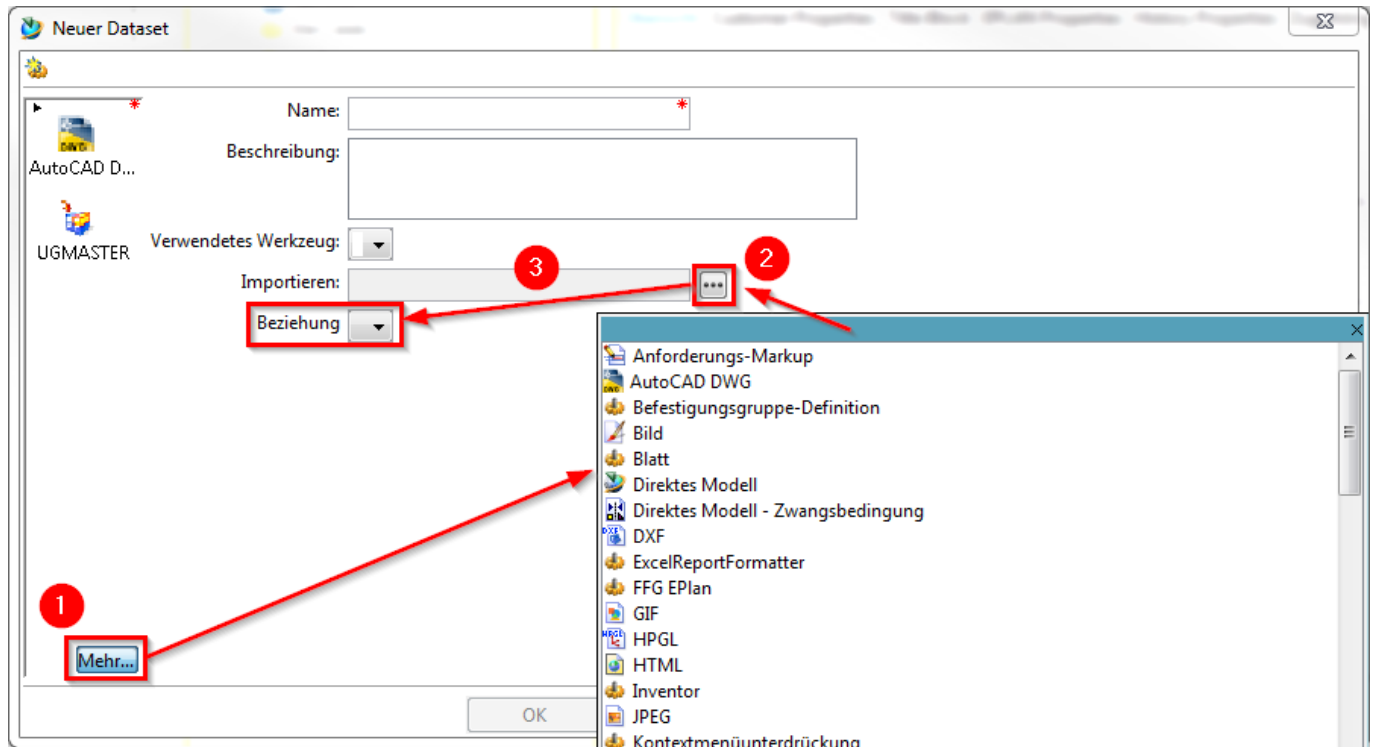 Neuer Dataset
Name:
*
*
DWG
AutoCAD D...
Beschreibung:
UGMASTER
Verwendetes Werkzeug:
3
2
Importieren:
...
Beziehung
Anforderungs-Markup
AutoCAD DWG
Befestigungsgruppe-Definition
Bild
Blatt
Direktes Modell
Direktes Modell - Zwangsbedingung
DXF
ExcelReportFormatter
FFG EPlan
GIF
HPGL
HTML
Inventor
JPEG
Kontextmenüunterdrückung
1
Mehr...
OK